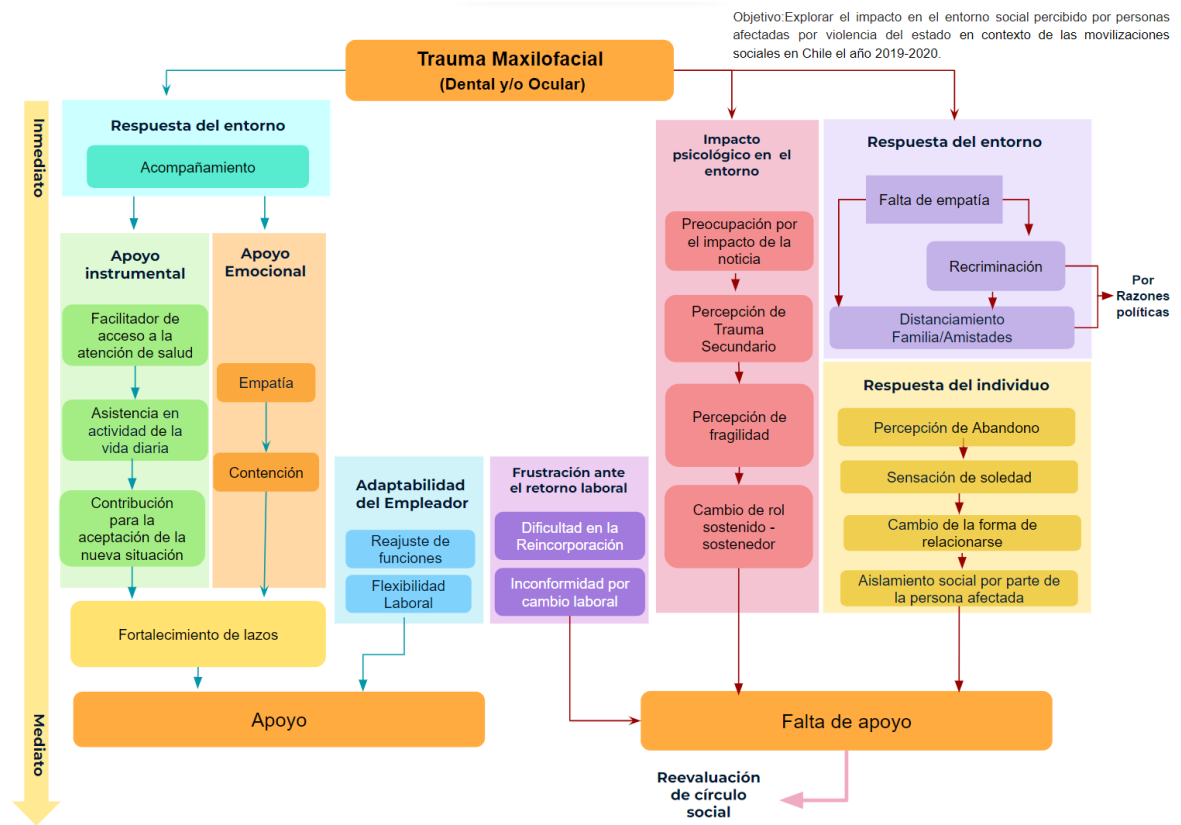 Objetivo:Explorar el impacto en el entorno social percibido por personas
afectadas por violencia del estado en contexto de las movilizaciones
sociales en Chile el año 2019-2020.
Trauma Maxilofacial
(Dental y/o Ocular)
Inmediato
Mediato
Respuesta del entorno
Acompañamiento
Apoyo
instrumental
Facilitador de
acceso a la
atención de salud
Asistencia en
actividad de la
vida diaria
Contribución
para la
aceptación de la
nueva situación
Apoyo
Emocional
Empatía
Contención
Fortalecimiento de lazos
Adaptabilidad
del Empleador
Reajuste de
funciones
Flexibilidad
Laboral
Apoyo
Frustración ante
el retorno laboral
Dificultad en la
Reincorporación
Inconformidad por
cambio laboral
Impacto
psicológico en el
entorno
Preocupación por
el impacto de la
noticia
Percepción de
Trauma
Secundario
Percepción de
fragilidad
Cambio de rol
sostenido -
sostenedor
Respuesta del entorno
Falta de empatía
Recriminación
Distanciamiento
Familia/Amistades
Por
Razones
políticas
Respuesta del individuo
Percepción de Abandono
Sensación de soledad
Cambio de la forma de
relacionarse
Aislamiento social por parte de
la persona afectada
Falta de apoyo
Reevaluación
de círculo
social